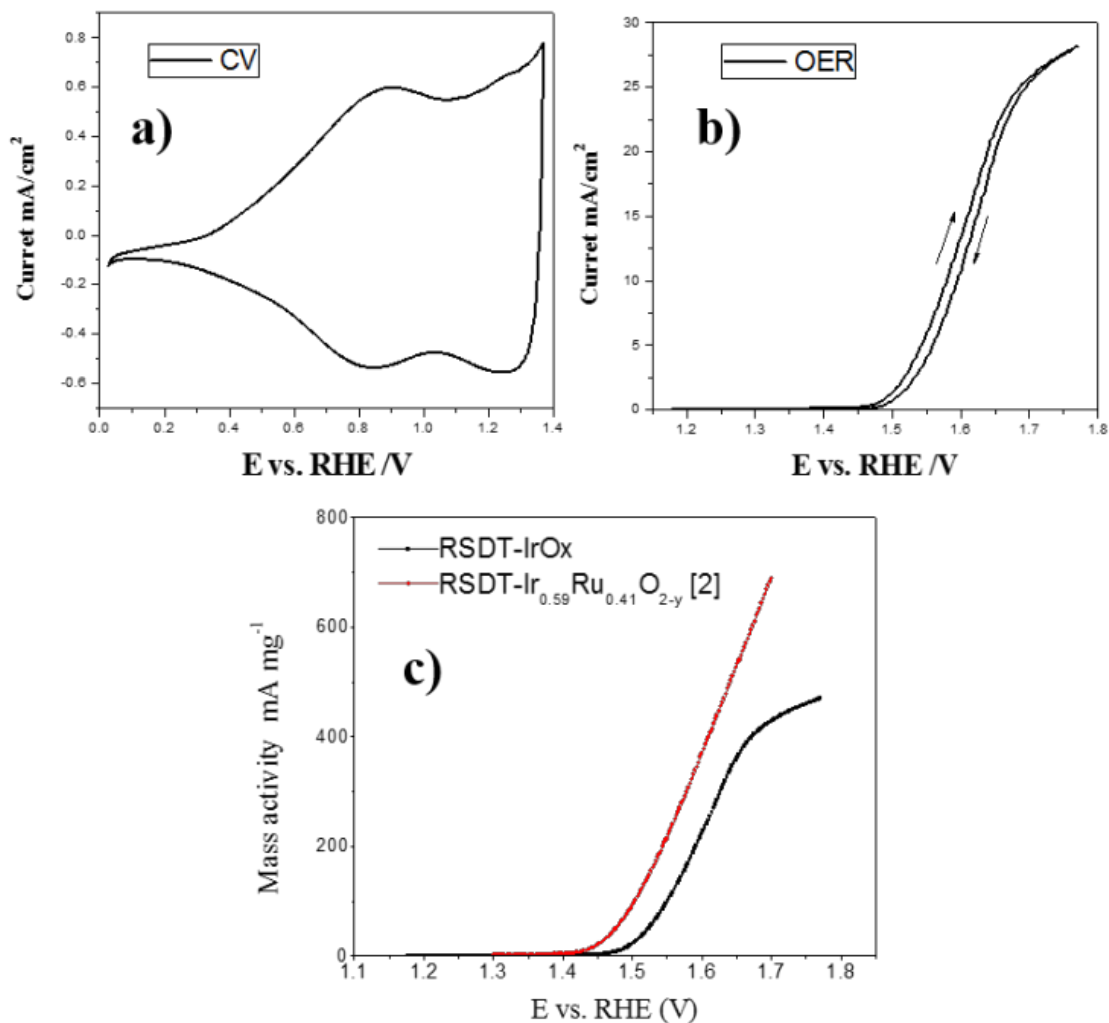 CV
a)
Curret mA/cm²
0.8
0.6
0.4
0.2
0.0
-0.2
-0.4
-0.6
0.0 0.2 0.4 0.6 0.8 1.0 1.2 1.4
E vs. RHE /V
OER
b)
Curret mA/cm²
30
25
20
15
10
5
0
1.2 1.3 1.4 1.5 1.6 1.7 1.8
E vs. RHE /V
RSDT-IrOx
RSDT-Ir0.59Ru0.41O2-y [2]
c)
Mass activity mA mg-1
800
600
400
200
0
1.1 1.2 1.3 1.4 1.5 1.6 1.7 1.8
E vs. RHE (V)